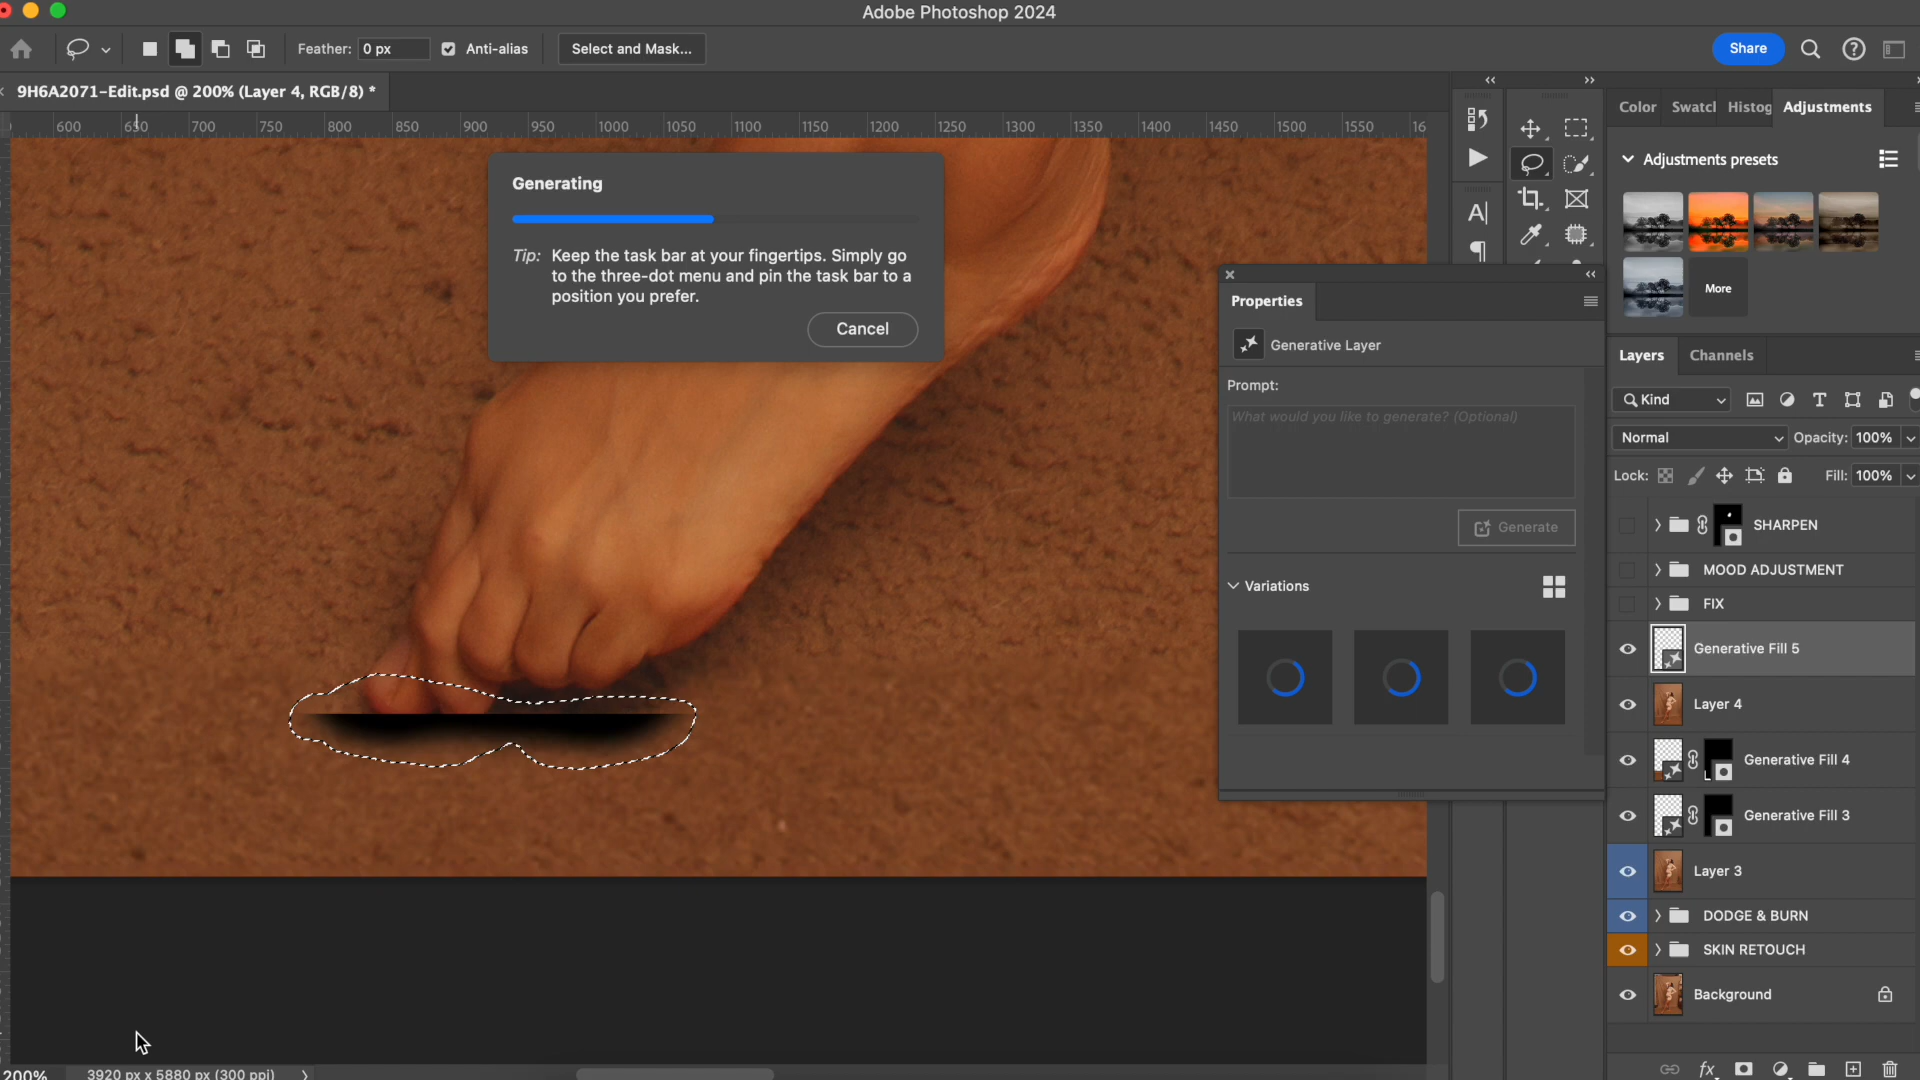 Adobe Photoshop 2024
Feather: 0 px Anti-alias Select and Mask... Share
9H6A2071-Edit.psd @ 200% (Layer 4, RGB/8) *
600 650 700 750 800 850 900 950 1000 1050 1100 1150 1200 1250 1300 1350 1400 1450 1500 1550 16
Generating
Tip: Keep the task bar at your fingertips. Simply go
to the three-dot menu and pin the task bar to a
position you prefer.
Cancel
Properties
Generative Layer
Prompt:
What would you like to generate? (Optional)
Generate
Variations
Color Swatcl Histog Adjustments
Adjustments presets
More
Layers Channels
Kind
Normal Opacity: 100%
Lock: Fill: 100%
SHARPEN
MOOD ADJUSTMENT
FIX
Generative Fill 5
Layer 4
Generative Fill 4
Generative Fill 3
Layer 3
DODGE & BURN
SKIN RETOUCH
Background
fx
200% 3920 px x 5880 px (300 ppi)